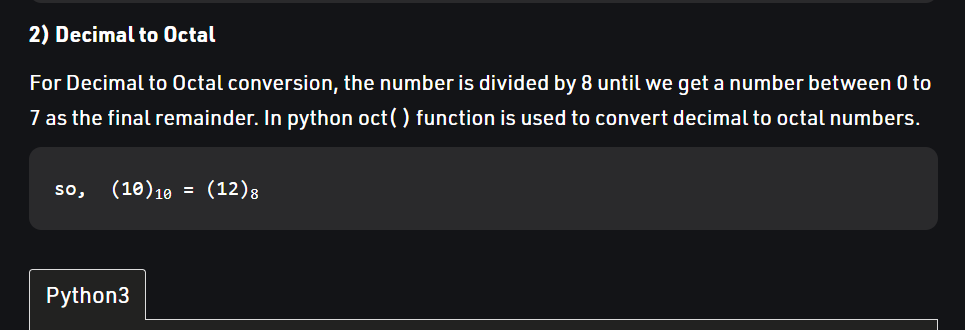 2) Decimal to Octal
For Decimal to Octal conversion, the number is divided by 8 until we get a number between 0 to
7 as the final remainder. In python oct( ) function is used to convert decimal to octal numbers.
so,  (10)₁₀ = (12)₈
Python3